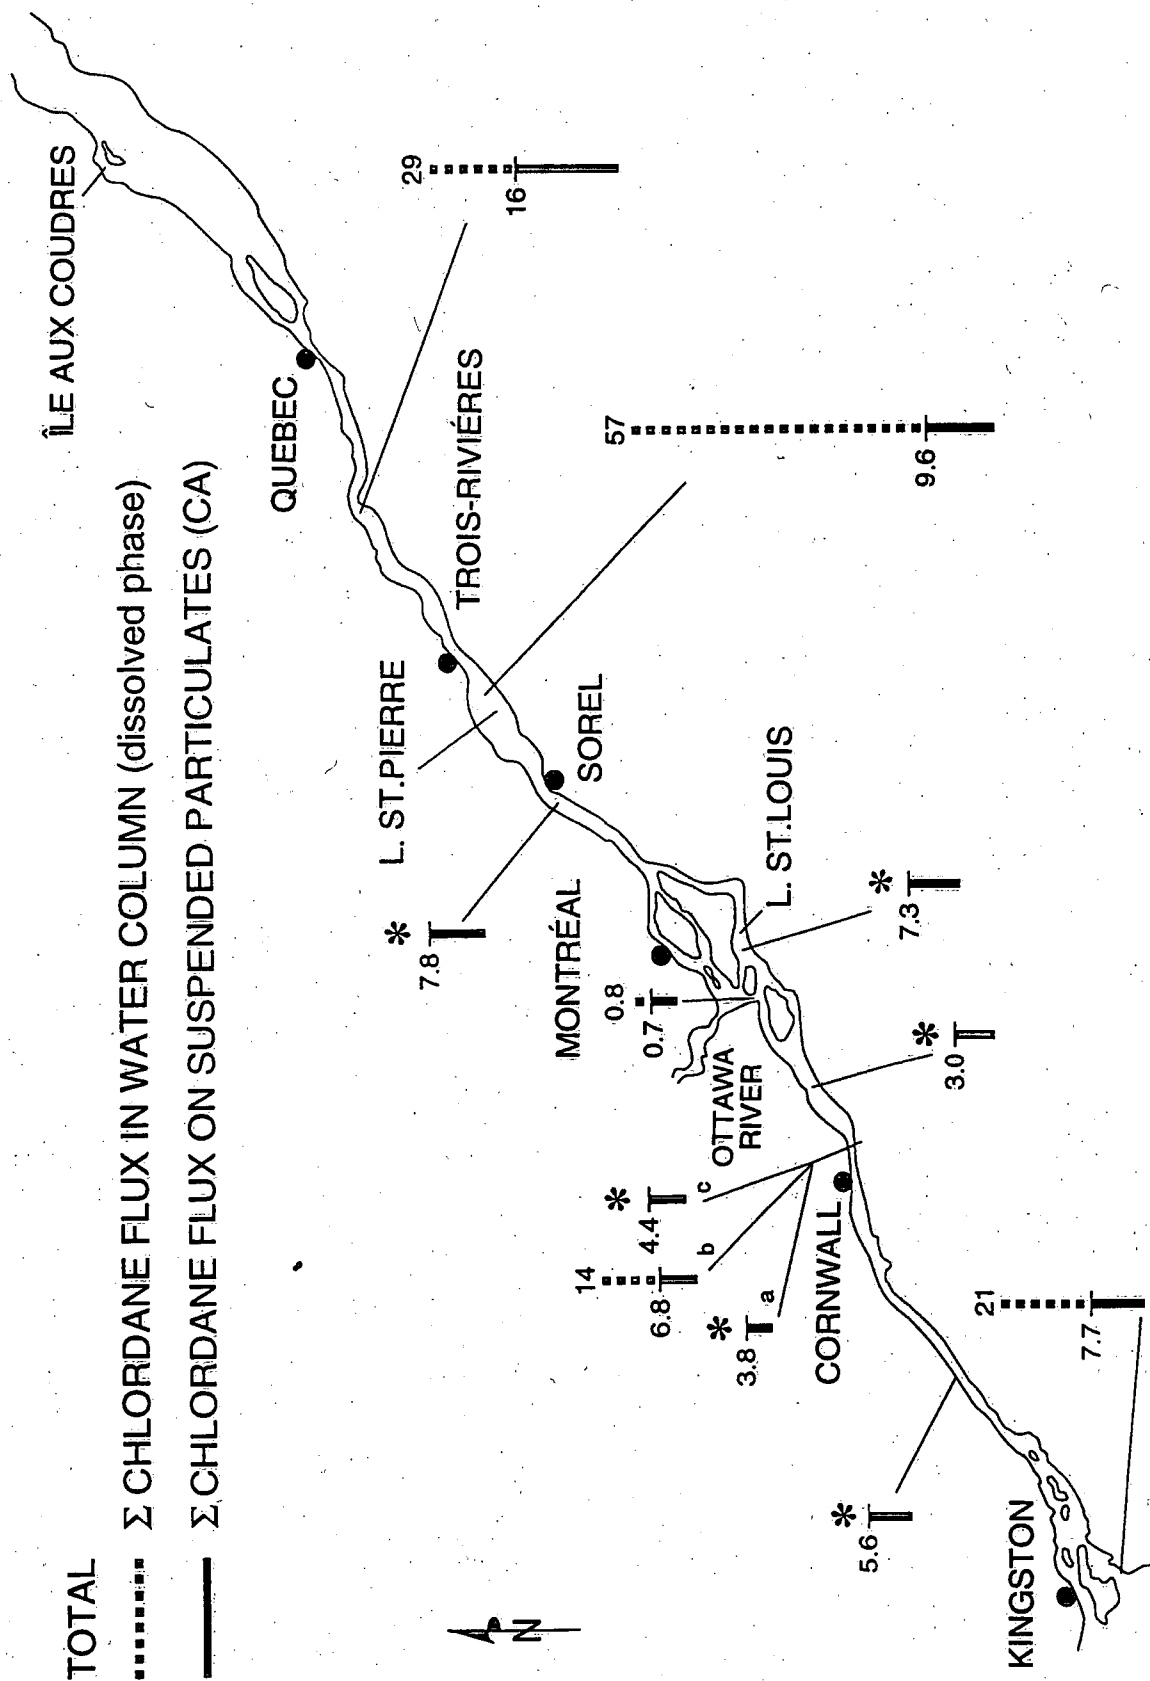 TOTAL
Σ CHLORDANE FLUX IN WATER COLUMN (dissolved phase)
Σ CHLORDANE FLUX ON SUSPENDED PARTICULATES (CA)
ÎLE AUX COUDRES
QUEBEC
29
16
TROIS-RIVIÉRES
57
9.6
L. ST.PIERRE
SOREL
*
7.8
MONTRÉAL
L. ST.LOUIS
*
7.3
0.8
0.7
OTTAWA
RIVER
*
3.0
*
4.4
c
14
6.8
b
*
3.8
a
CORNWALL
21
7.7
*
5.6
KINGSTON
N